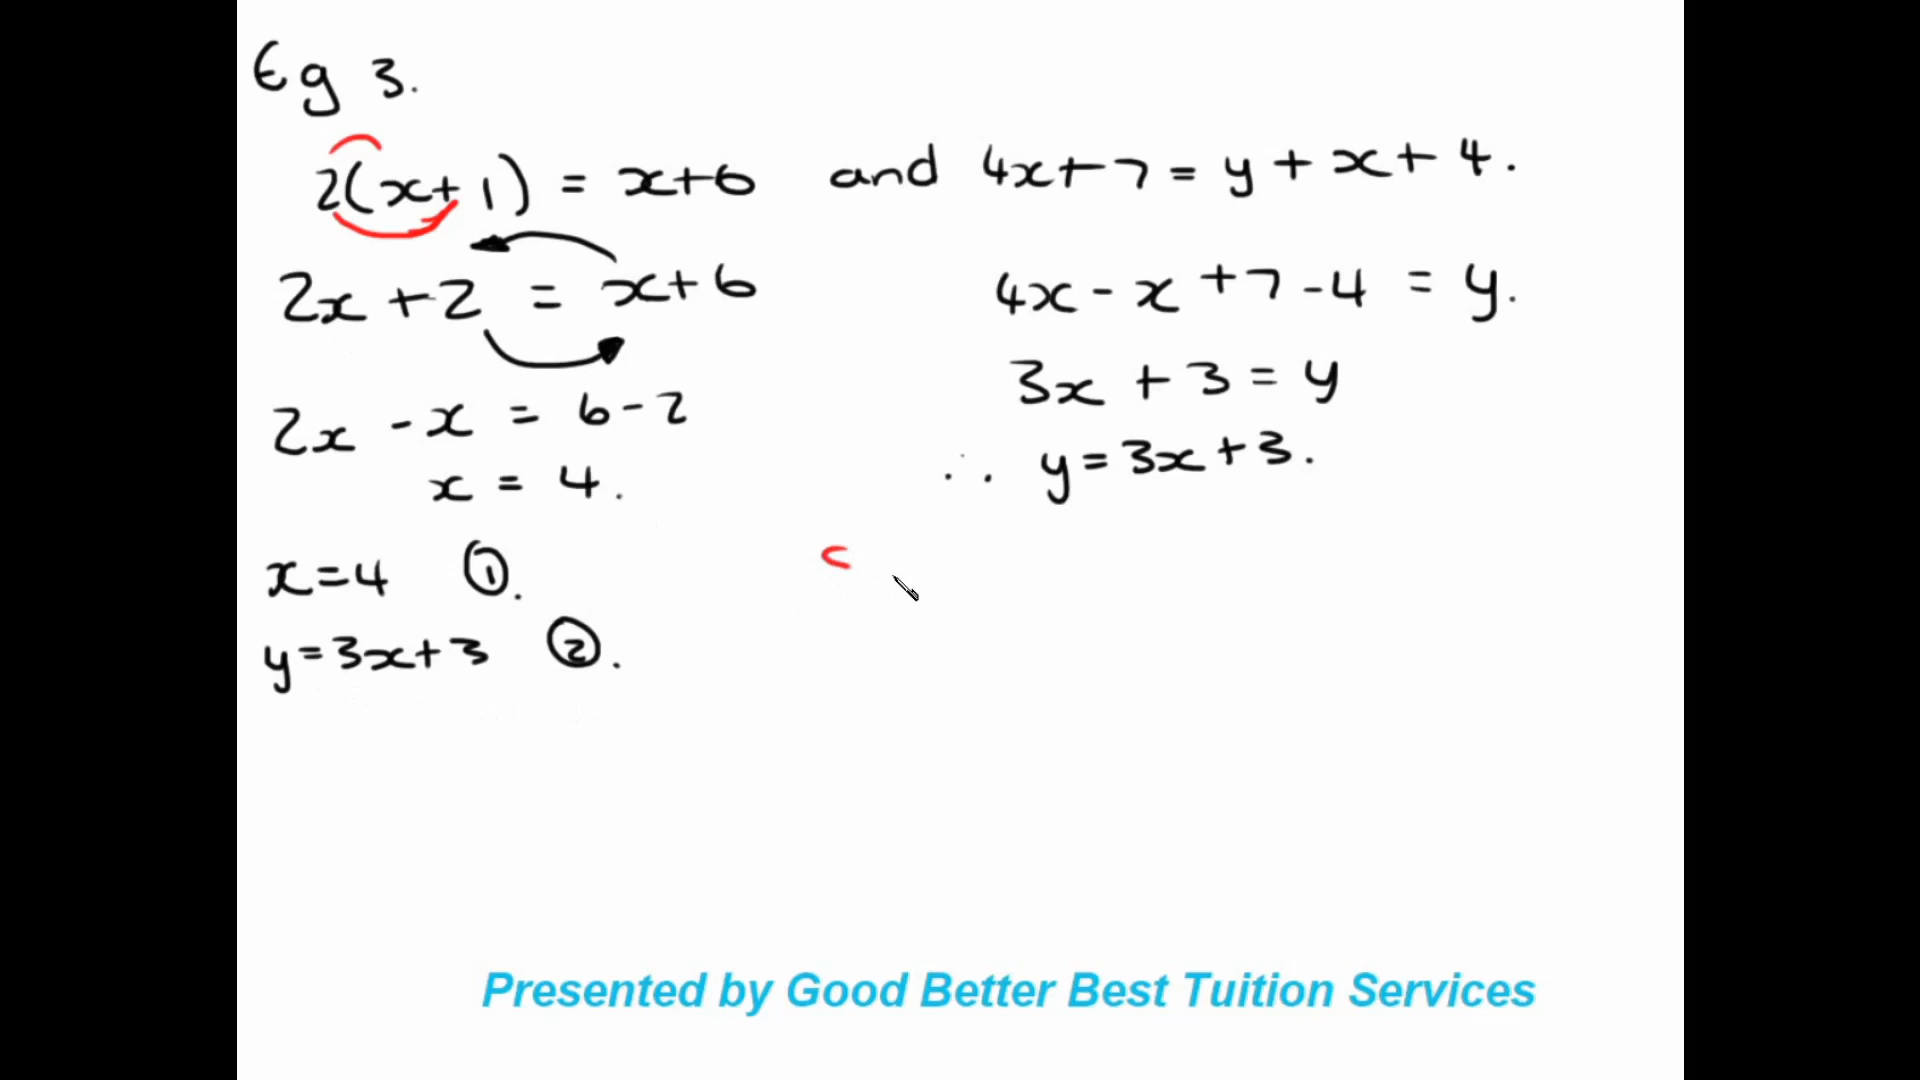 Eg 3.
2(x+1) = x+6 and 4x+7 = y+x+4.
2x+2 = x+6
4x-x+7-4 = y.
2x-x = 6-2
3x+3 = y
x = 4.
∴ y=3x+3.
x=4 ①.
y=3x+3 ②.
Presented by Good Better Best Tuition Services